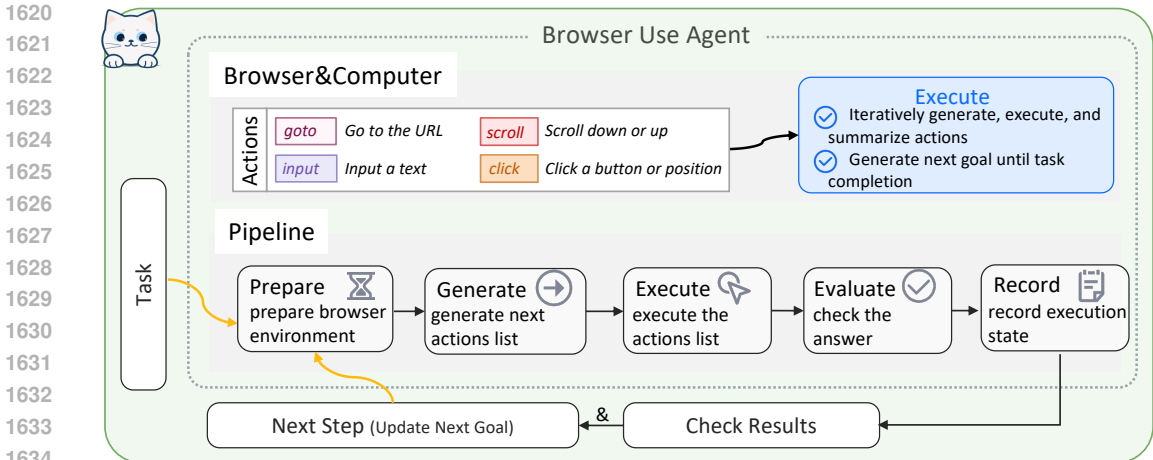 1620
1621
1622
1623
1624
1625
1626
1627
1628
1629
1630
1631
1632
1633
1634
Browser Use Agent
Browser&Computer
Actions
goto Go to the URL
scroll Scroll down or up
input Input a text
click Click a button or position
Execute
Iteratively generate, execute, and
summarize actions
Generate next goal until task
completion
Task
Pipeline
Prepare
prepare browser
environment
Generate
generate next
actions list
Execute
execute the
actions list
Evaluate
check the
answer
Record
record execution
state
Next Step (Update Next Goal)
&
Check Results